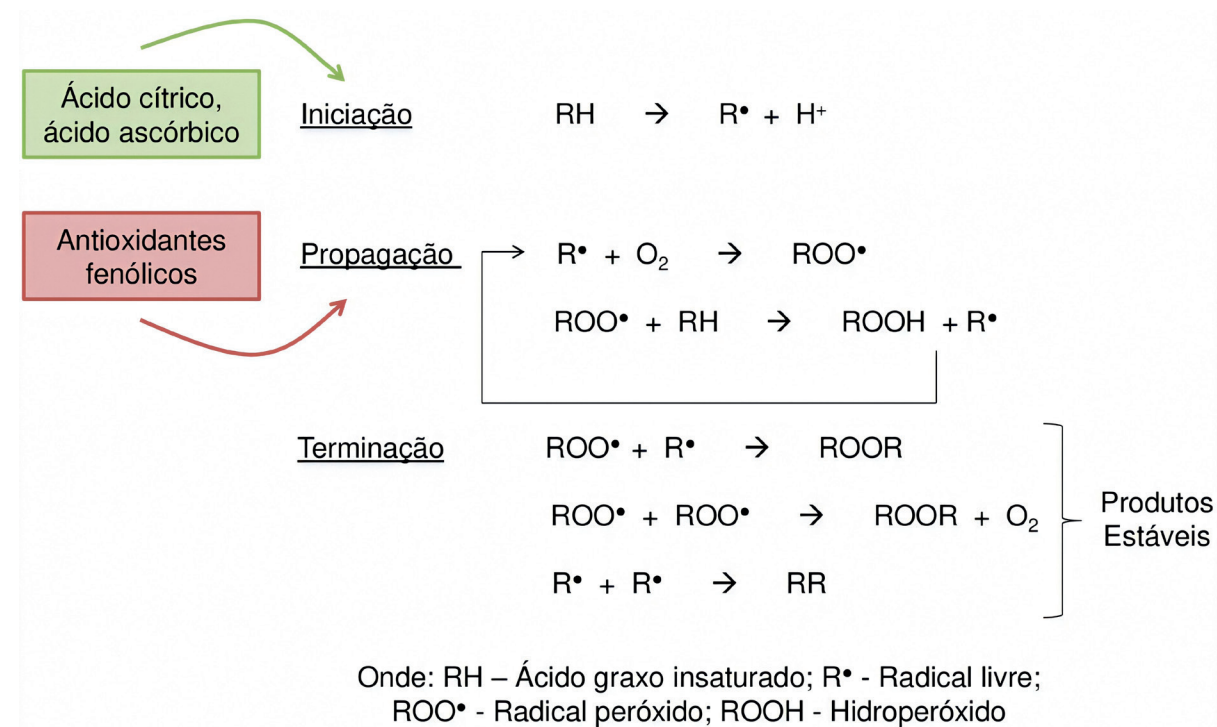 Ácido cítrico,
ácido ascórbico
Iniciação RH → R• + H⁺
Antioxidantes
fenólicos
Propagação R• + O₂ → ROO•
ROO• + RH → ROOH + R•
Terminação ROO• + R• → ROOR
ROO• + ROO• → ROOR + O₂
R• + R• → RR
Produtos
Estáveis
Onde: RH – Ácido graxo insaturado; R• - Radical livre;
ROO• - Radical peróxido; ROOH - Hidroperóxido